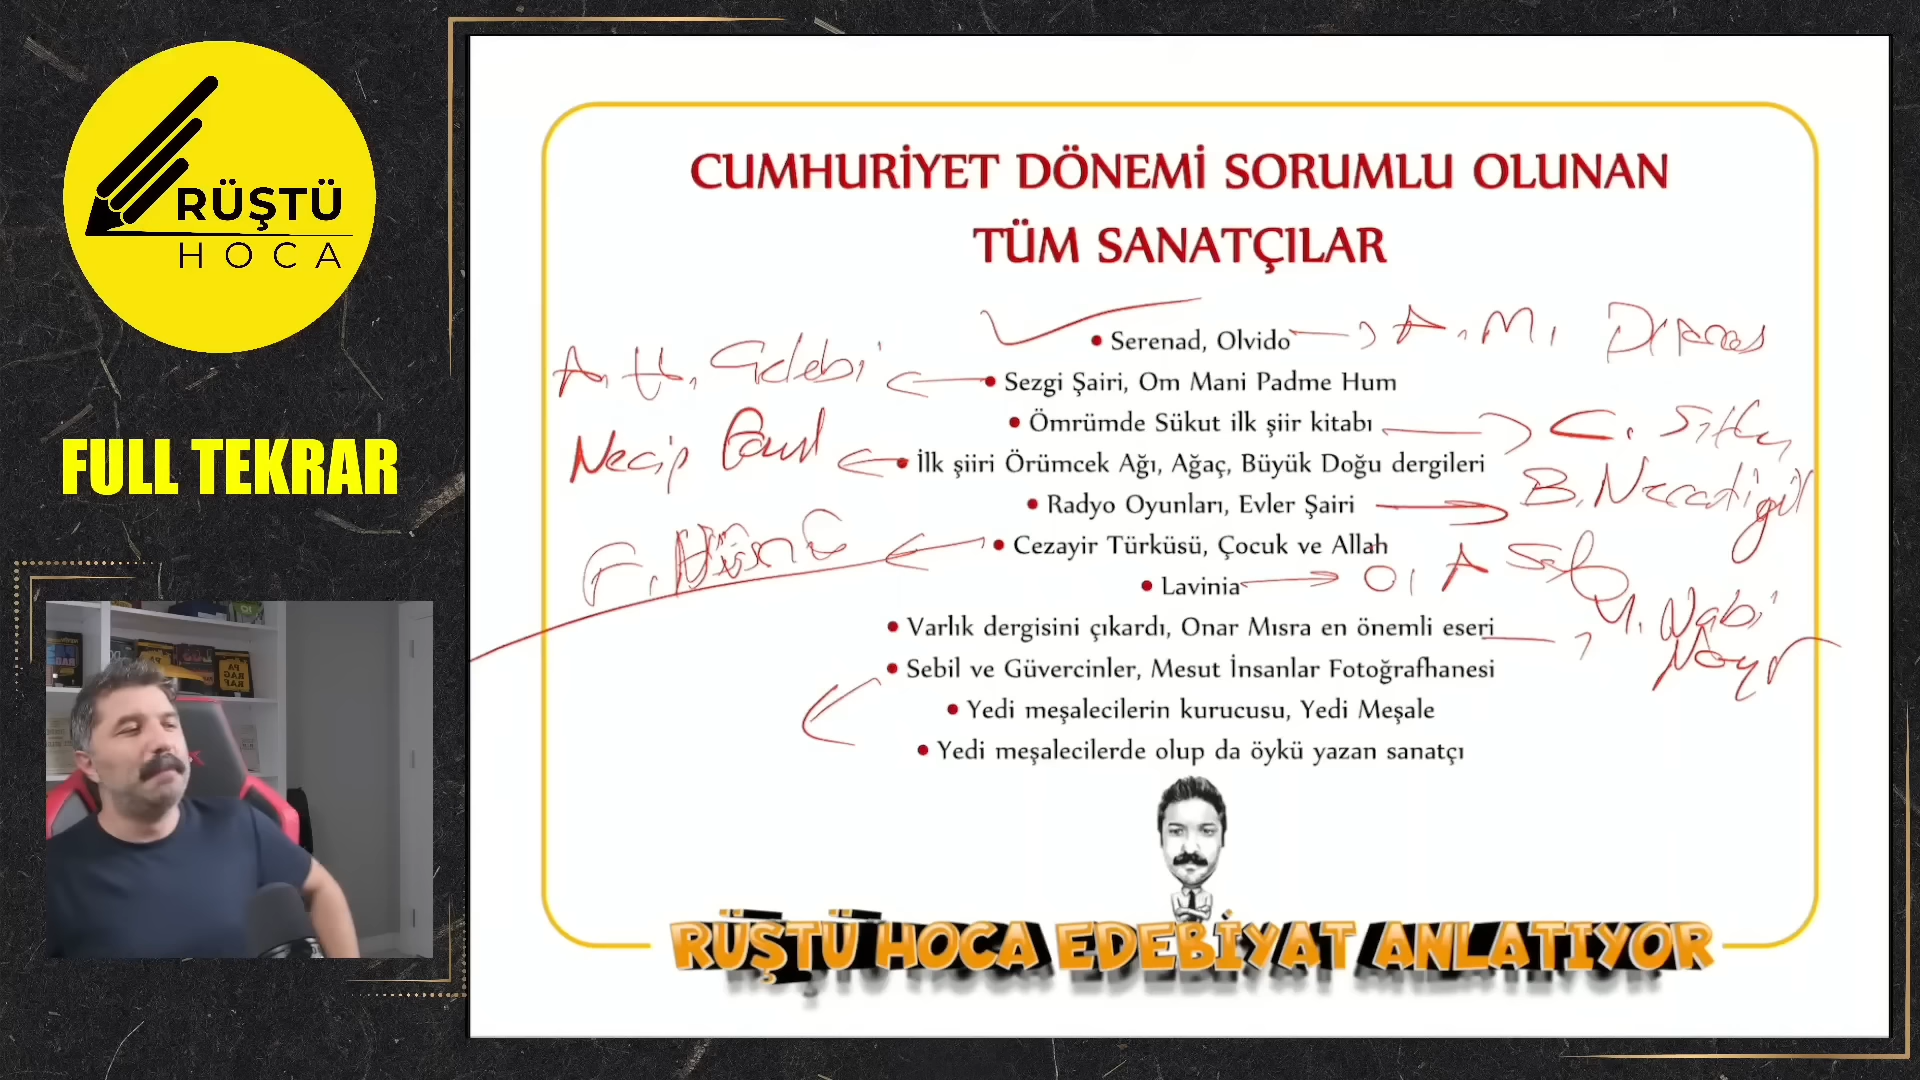 RÜŞTÜ
HOCA
FULL TEKRAR
CUMHURİYET DÖNEMİ SORUMLU OLUNAN
TÜM SANATÇILAR
• Serenad, Olvido → A. M. Dıranas
A. H. Çelebi ← • Sezgi Şairi, Om Mani Padme Hum
• Ömrümde Sükut ilk şiir kitabı → C. Sıtkı
Necip Fazıl ← • İlk şiiri Örümcek Ağı, Ağaç, Büyük Doğu dergileri
• Radyo Oyunları, Evler Şairi → B. Necatigil
F. Hüsnü ← • Cezayir Türküsü, Çocuk ve Allah
• Lavinia → Ö. A
• Varlık dergisini çıkardı, Onar Mısra en önemli eseri → Y. Nabi Nayır
• Sebil ve Güvercinler, Mesut İnsanlar Fotoğrafhanesi
• Yedi meşalecilerin kurucusu, Yedi Meşale
• Yedi meşalecilerde olup da öykü yazan sanatçı
RÜŞTÜ HOCA EDEBİYAT ANLATIYOR